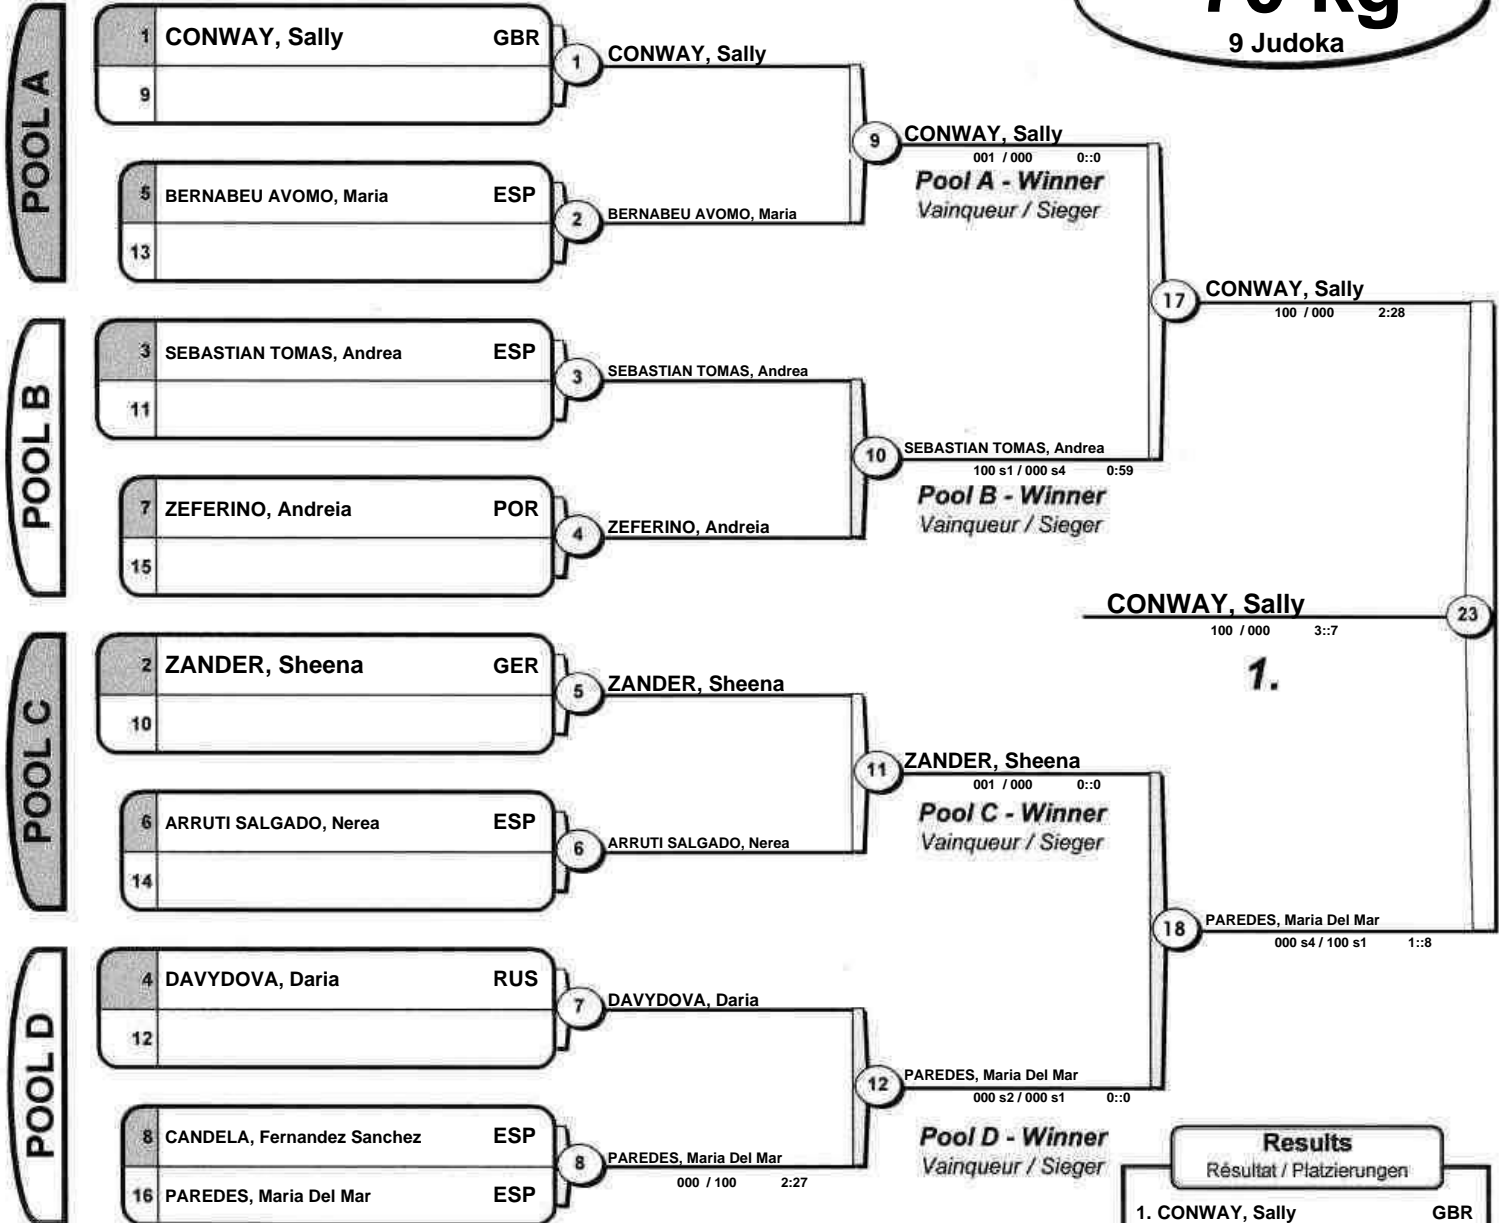 70 kg
9 Judoka
POOL A
1 CONWAY, Sally GBR
9
1 CONWAY, Sally
5 BERNABEU AVOMO, Maria ESP
13
2 BERNABEU AVOMO, Maria
9 CONWAY, Sally
001 / 000 0::0
Pool A - Winner
Vainqueur / Sieger
POOL B
3 SEBASTIAN TOMAS, Andrea ESP
11
3 SEBASTIAN TOMAS, Andrea
7 ZEFERINO, Andreia POR
15
4 ZEFERINO, Andreia
10 SEBASTIAN TOMAS, Andrea
100 s1 / 000 s4 0:59
Pool B - Winner
Vainqueur / Sieger
17 CONWAY, Sally
100 / 000 2:28
CONWAY, Sally 23
100 / 000 3::7
1.
POOL C
2 ZANDER, Sheena GER
10
5 ZANDER, Sheena
6 ARRUTI SALGADO, Nerea ESP
14
6 ARRUTI SALGADO, Nerea
11 ZANDER, Sheena
001 / 000 0::0
Pool C - Winner
Vainqueur / Sieger
POOL D
4 DAVYDOVA, Daria RUS
12
7 DAVYDOVA, Daria
8 CANDELA, Fernandez Sanchez ESP
16 PAREDES, Maria Del Mar ESP
8 PAREDES, Maria Del Mar
000 / 100 2:27
12 PAREDES, Maria Del Mar
000 s2 / 000 s1 0::0
Pool D - Winner
Vainqueur / Sieger
18 PAREDES, Maria Del Mar
000 s4 / 100 s1 1::8
Results
Résultat / Platzierungen
1. CONWAY, Sally GBR